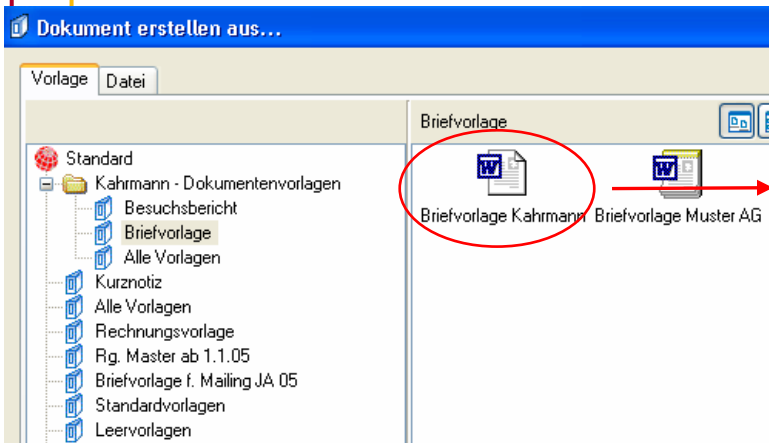 Dokument erstellen aus...
Vorlage Datei
Briefvorlage
Standard
Kahrmann - Dokumentenvorlagen
Besuchsbericht
Briefvorlage
Alle Vorlagen
Kurznotiz
Alle Vorlagen
Rechnungsvorlage
Rg. Master ab 1.1.05
Briefvorlage f. Mailing JA 05
Standardvorlagen
Leervorlagen
Briefvorlage Kahrmann Briefvorlage Muster AG